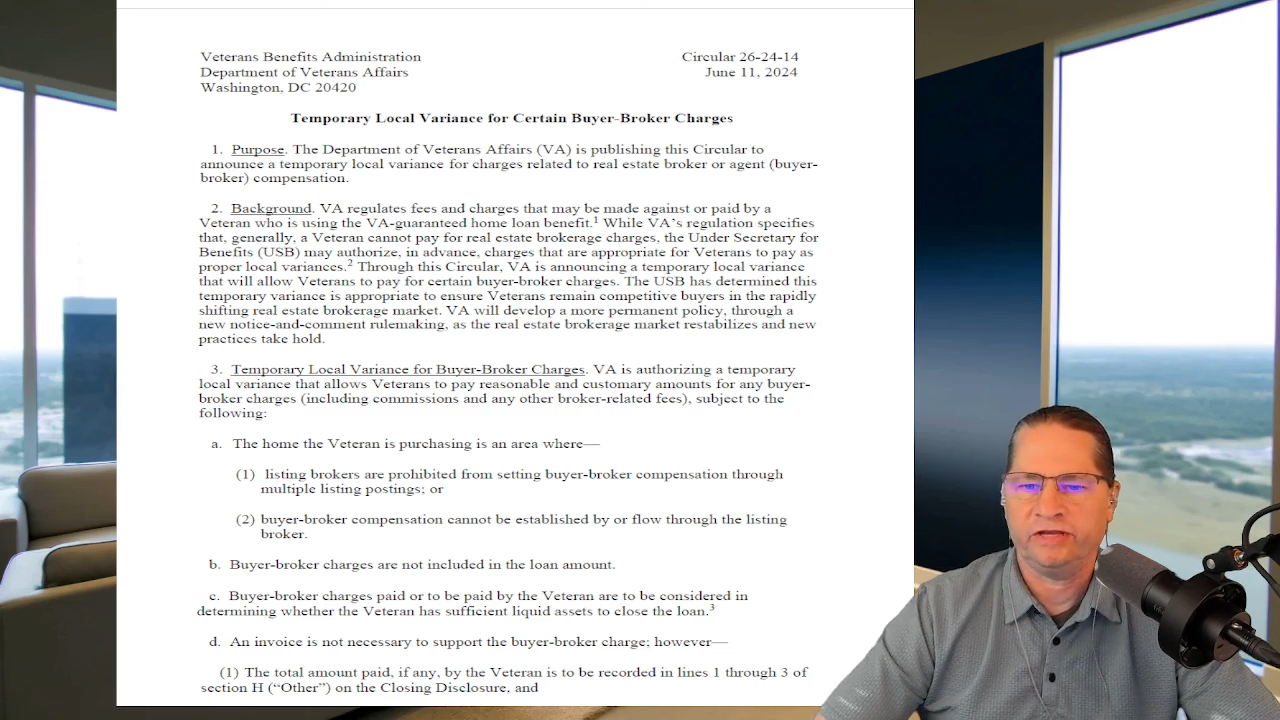 Veterans Benefits Administration Circular 26-24-14
Department of Veterans Affairs June 11, 2024
Washington, DC 20420
Temporary Local Variance for Certain Buyer-Broker Charges
1. Purpose. The Department of Veterans Affairs (VA) is publishing this Circular to
announce a temporary local variance for charges related to real estate broker or agent (buyer-
broker) compensation.
2. Background. VA regulates fees and charges that may be made against or paid by a
Veteran who is using the VA-guaranteed home loan benefit.1 While VA's regulation specifies
that, generally, a Veteran cannot pay for real estate brokerage charges, the Under Secretary for
Benefits (USB) may authorize, in advance, charges that are appropriate for Veterans to pay as
proper local variances.2 Through this Circular, VA is announcing a temporary local variance
that will allow Veterans to pay for certain buyer-broker charges. The USB has determined this
temporary variance is appropriate to ensure Veterans remain competitive buyers in the rapidly
shifting real estate brokerage market. VA will develop a more permanent policy, through a
new notice-and-comment rulemaking, as the real estate brokerage market restabilizes and new
practices take hold.
3. Temporary Local Variance for Buyer-Broker Charges. VA is authorizing a temporary
local variance that allows Veterans to pay reasonable and customary amounts for any buyer-
broker charges (including commissions and any other broker-related fees), subject to the
following:
a. The home the Veteran is purchasing is an area where—
(1) listing brokers are prohibited from setting buyer-broker compensation through
multiple listing postings; or
(2) buyer-broker compensation cannot be established by or flow through the listing
broker.
b. Buyer-broker charges are not included in the loan amount.
c. Buyer-broker charges paid or to be paid by the Veteran are to be considered in
determining whether the Veteran has sufficient liquid assets to close the loan.3
d. An invoice is not necessary to support the buyer-broker charge; however—
(1) The total amount paid, if any, by the Veteran is to be recorded in lines 1 through 3 of
section H ("Other") on the Closing Disclosure, and